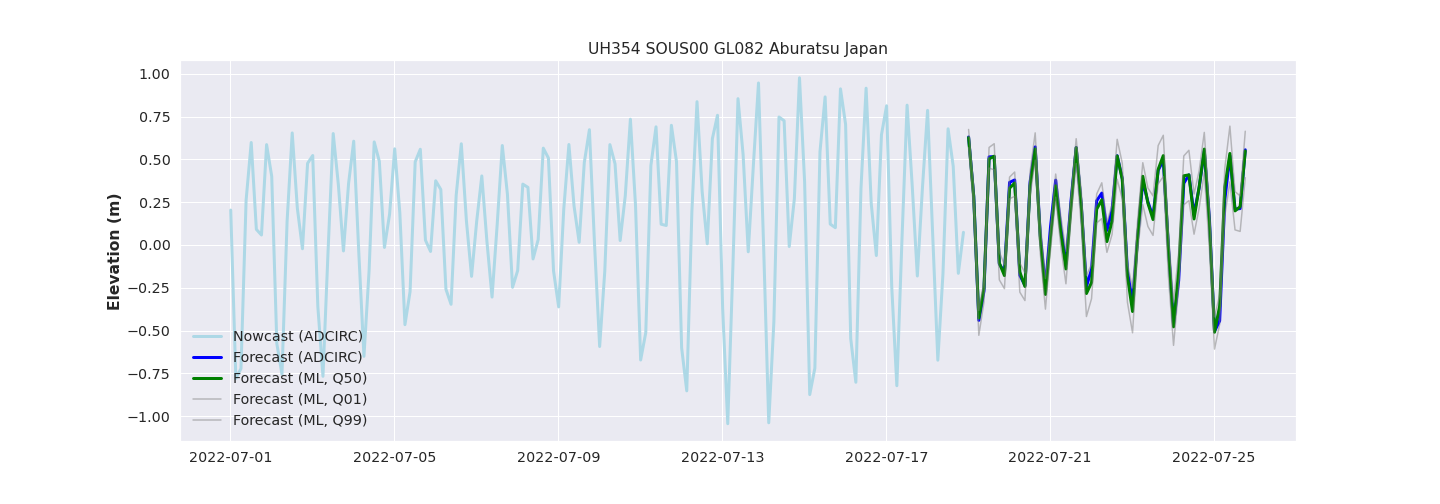 UH354 SOUS00 GL082 Aburatsu Japan
1.00
0.75
0.50
0.25
0.00
−0.25
−0.50
−0.75
−1.00
Elevation (m)
Nowcast (ADCIRC)
Forecast (ADCIRC)
Forecast (ML, Q50)
Forecast (ML, Q01)
Forecast (ML, Q99)
2022-07-01 2022-07-05 2022-07-09 2022-07-13 2022-07-17 2022-07-21 2022-07-25